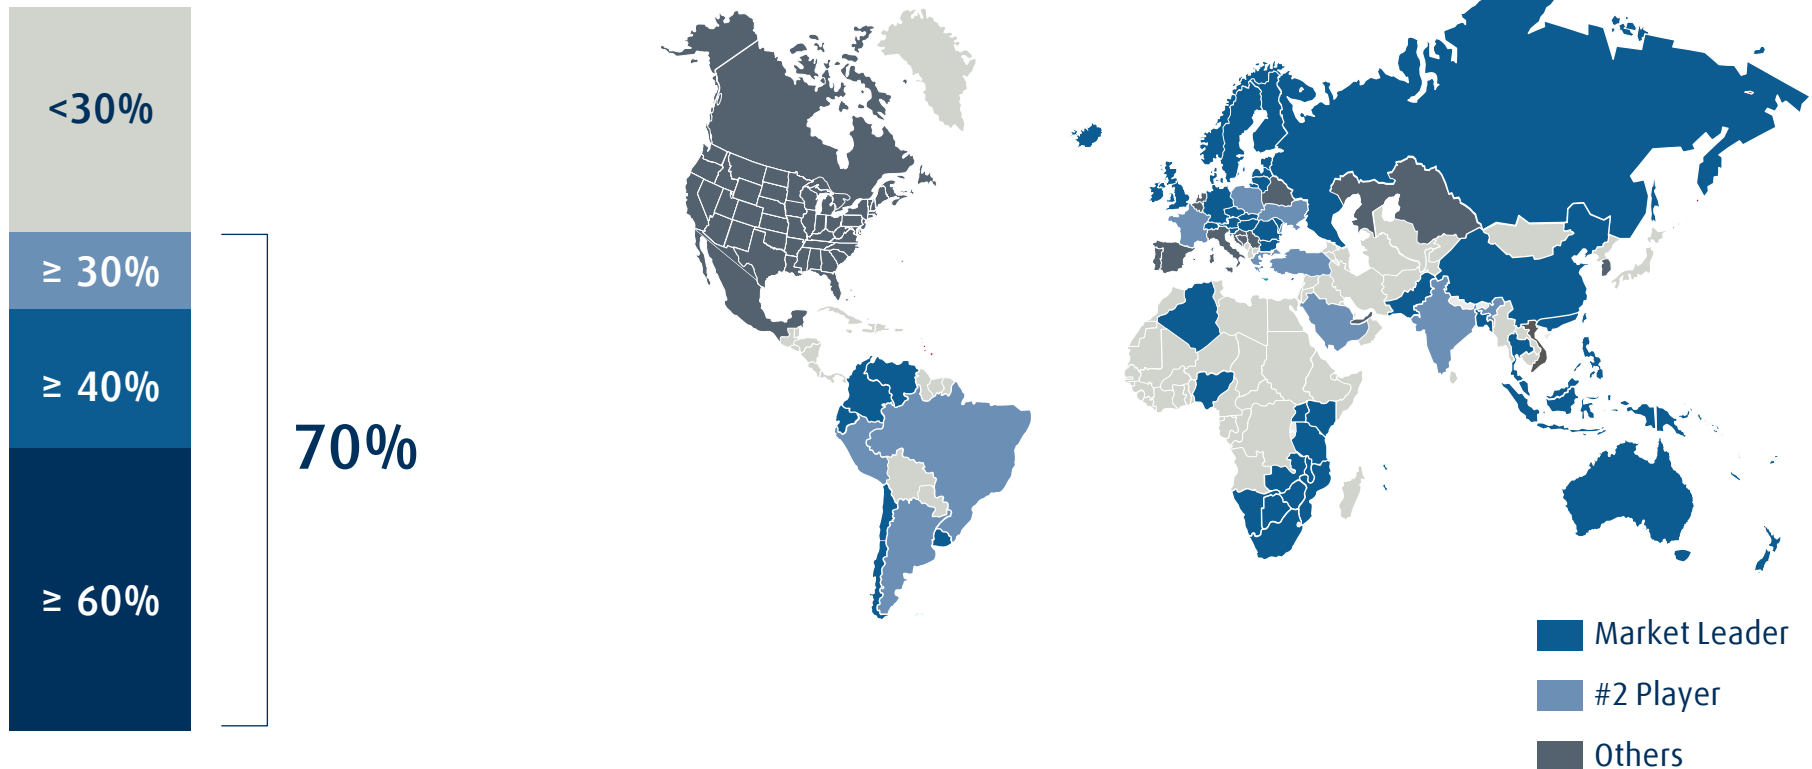 <30%
≥ 30%
≥ 40%
70%
≥ 60%
Market Leader
#2 Player
Others